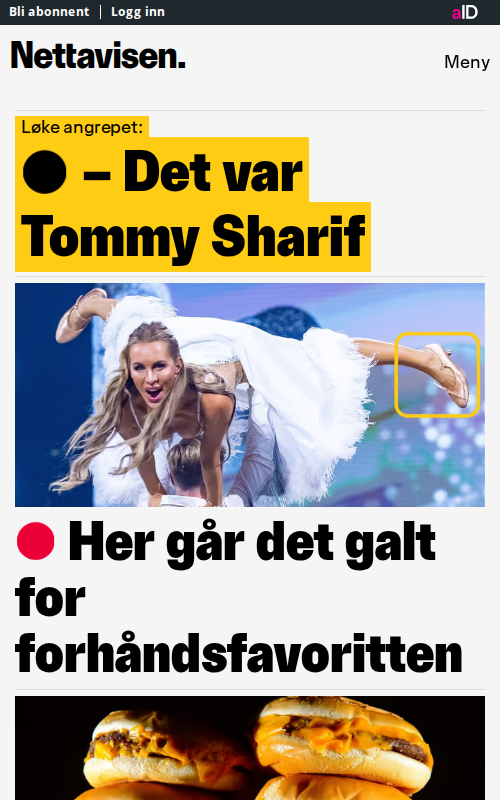 Bli abonnent | Logg inn
aID
Nettavisen.
Meny
Løke angrepet:
– Det var
Tommy Sharif
Her går det galt
for
forhåndsfavoritten